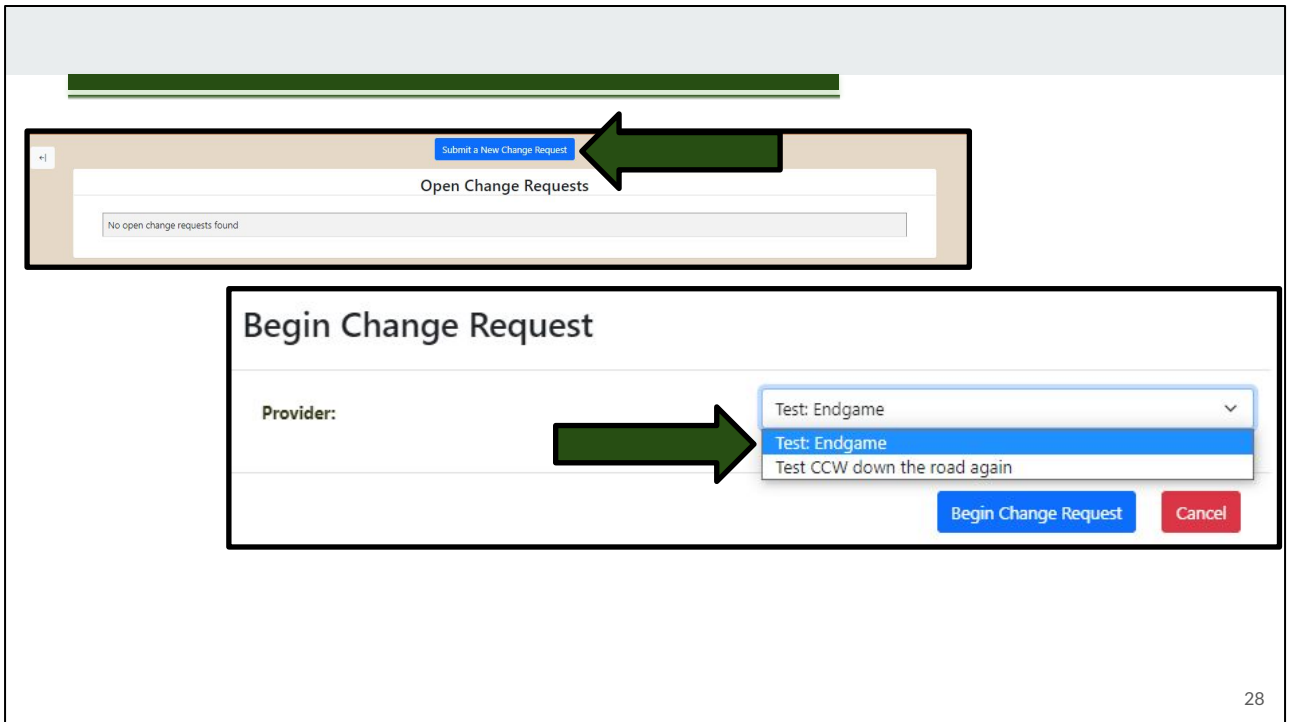 Submit a New Change Request
Open Change Requests
No open change requests found
Begin Change Request
Provider:
Test: Endgame
Test: Endgame
Test CCW down the road again
Begin Change Request
Cancel
28